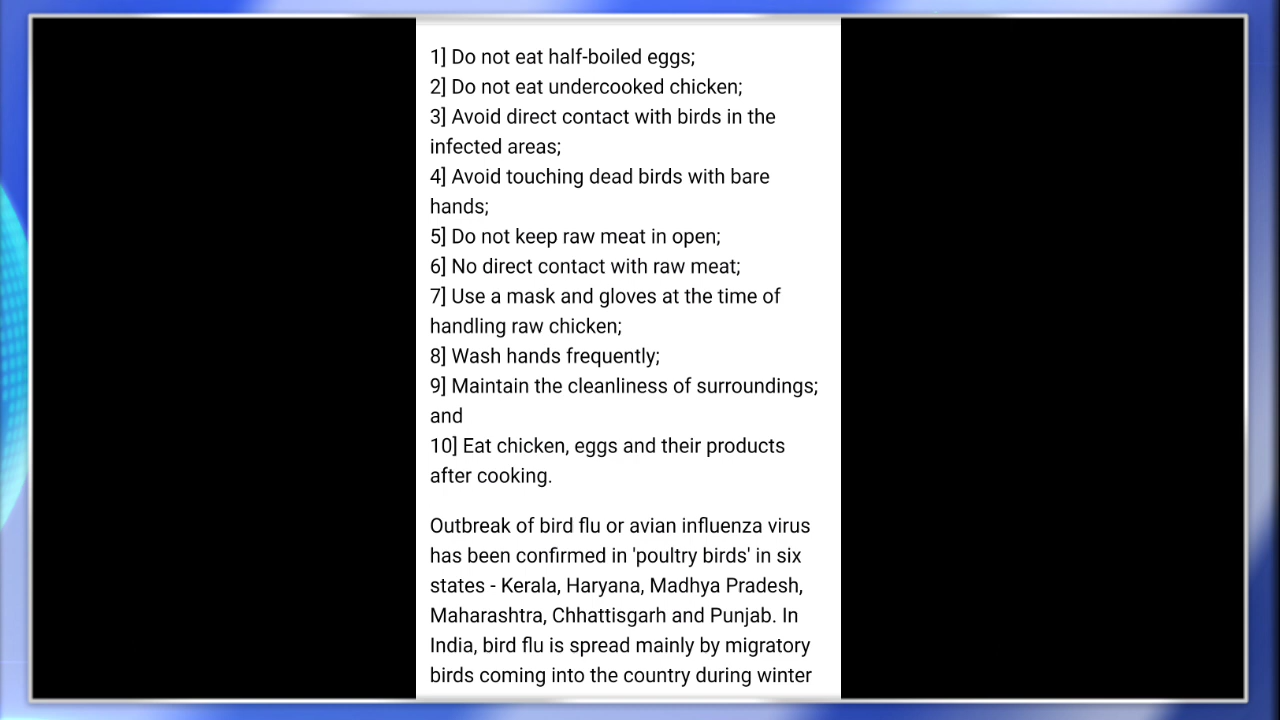 1] Do not eat half-boiled eggs;
2] Do not eat undercooked chicken;
3] Avoid direct contact with birds in the
infected areas;
4] Avoid touching dead birds with bare
hands;
5] Do not keep raw meat in open;
6] No direct contact with raw meat;
7] Use a mask and gloves at the time of
handling raw chicken;
8] Wash hands frequently;
9] Maintain the cleanliness of surroundings;
and
10] Eat chicken, eggs and their products
after cooking.
Outbreak of bird flu or avian influenza virus
has been confirmed in 'poultry birds' in six
states - Kerala, Haryana, Madhya Pradesh,
Maharashtra, Chhattisgarh and Punjab. In
India, bird flu is spread mainly by migratory
birds coming into the country during winter